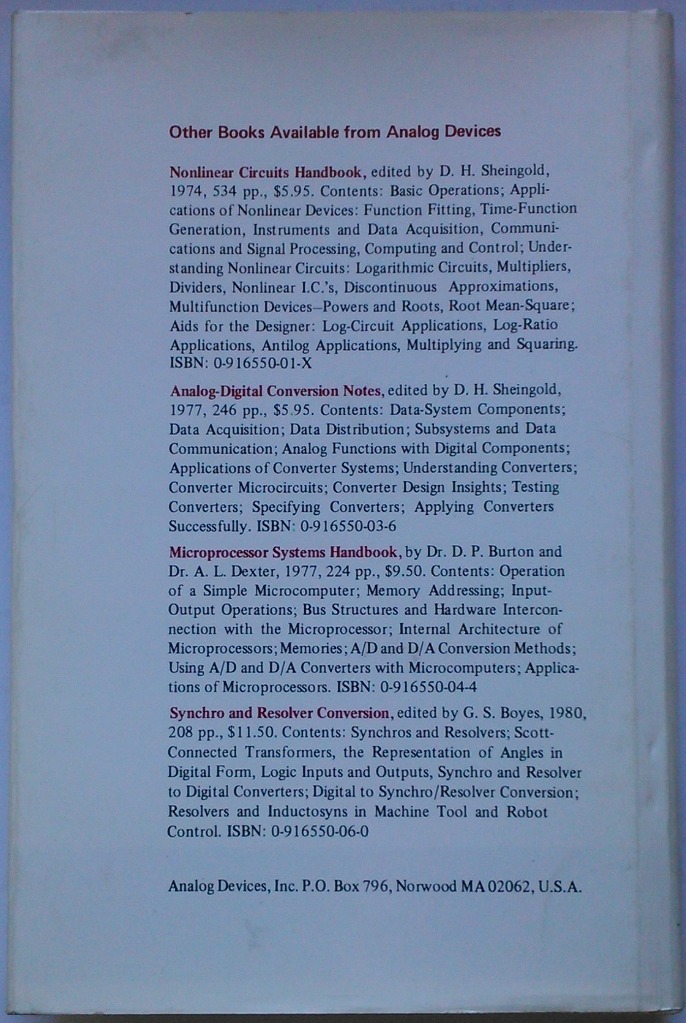 Other Books Available from Analog Devices
Nonlinear Circuits Handbook, edited by D. H. Sheingold,
1974, 534 pp., $5.95. Contents: Basic Operations; Appli-
cations of Nonlinear Devices: Function Fitting, Time-Function
Generation, Instruments and Data Acquisition, Communi-
cations and Signal Processing, Computing and Control; Under-
standing Nonlinear Circuits: Logarithmic Circuits, Multipliers,
Dividers, Nonlinear I.C.'s, Discontinuous Approximations,
Multifunction Devices—Powers and Roots, Root Mean-Square;
Aids for the Designer: Log-Circuit Applications, Log-Ratio
Applications, Antilog Applications, Multiplying and Squaring.
ISBN: 0-916550-01-X
Analog-Digital Conversion Notes, edited by D. H. Sheingold,
1977, 246 pp., $5.95. Contents: Data-System Components;
Data Acquisition; Data Distribution; Subsystems and Data
Communication; Analog Functions with Digital Components;
Applications of Converter Systems; Understanding Converters;
Converter Microcircuits; Converter Design Insights; Testing
Converters; Specifying Converters; Applying Converters
Successfully. ISBN: 0-916550-03-6
Microprocessor Systems Handbook, by Dr. D. P. Burton and
Dr. A. L. Dexter, 1977, 224 pp., $9.50. Contents: Operation
of a Simple Microcomputer; Memory Addressing; Input-
Output Operations; Bus Structures and Hardware Intercon-
nection with the Microprocessor; Internal Architecture of
Microprocessors; Memories; A/D and D/A Conversion Methods;
Using A/D and D/A Converters with Microcomputers; Applica-
tions of Microprocessors. ISBN: 0-916550-04-4
Synchro and Resolver Conversion, edited by G. S. Boyes, 1980,
208 pp., $11.50. Contents: Synchros and Resolvers; Scott-
Connected Transformers, the Representation of Angles in
Digital Form, Logic Inputs and Outputs, Synchro and Resolver
to Digital Converters; Digital to Synchro/Resolver Conversion;
Resolvers and Inductosyns in Machine Tool and Robot
Control. ISBN: 0-916550-06-0
Analog Devices, Inc. P.O. Box 796, Norwood MA 02062, U.S.A.